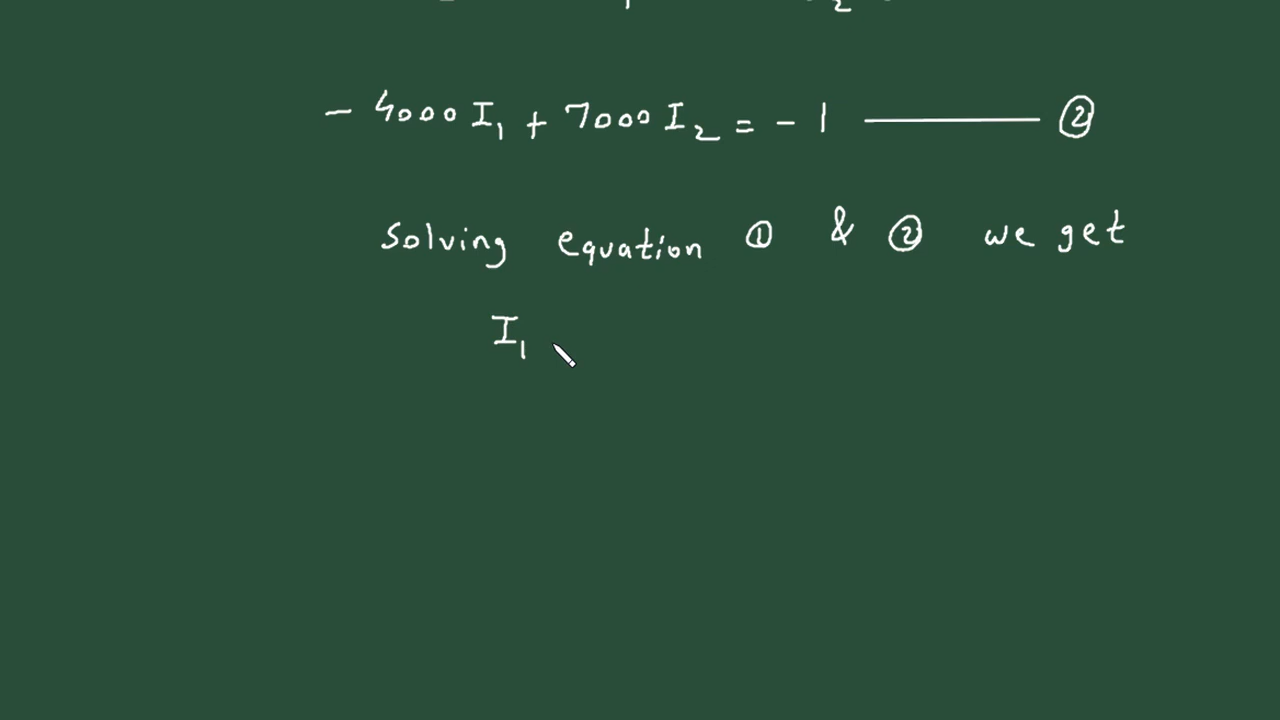 - 4000 I₁ + 7000 I₂ = - 1 ——— ②
Solving equation ① & ② we get
I₁